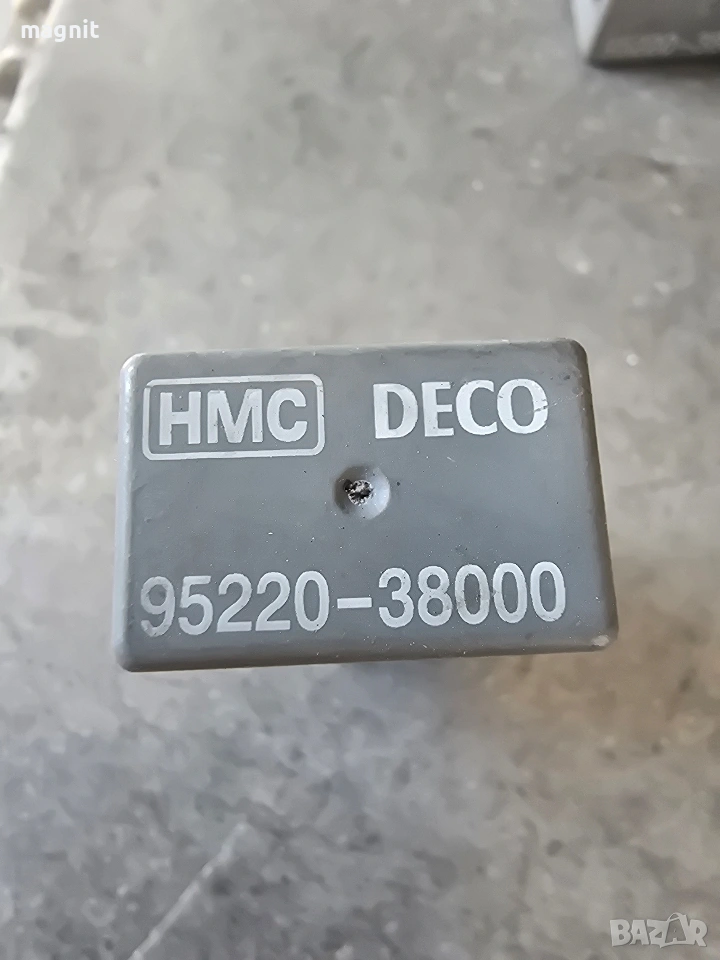 magnit
HMC DECO
95220-38000
BAZAR